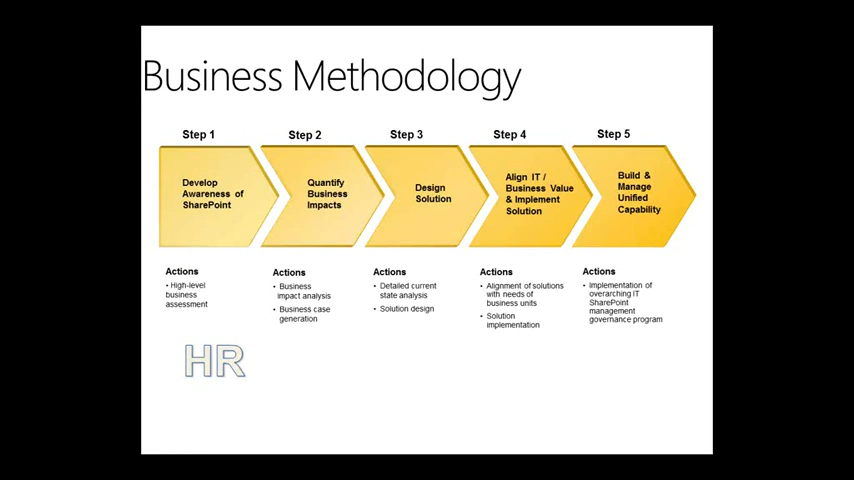 Business Methodology
Step 1
Step 2
Step 3
Step 4
Step 5
Develop
Awareness of
SharePoint
Quantify
Business
Impacts
Design
Solution
Align IT /
Business Value
& Implement
Solution
Build &
Manage
Unified
Capability
Actions
• High-level
business
assessment
Actions
• Business
impact analysis
• Business case
generation
Actions
• Detailed current
state analysis
• Solution design
Actions
• Alignment of solutions
with needs of
business units
• Solution
implementation
Actions
• Implementation of
overarching IT
SharePoint
management
governance program
HR